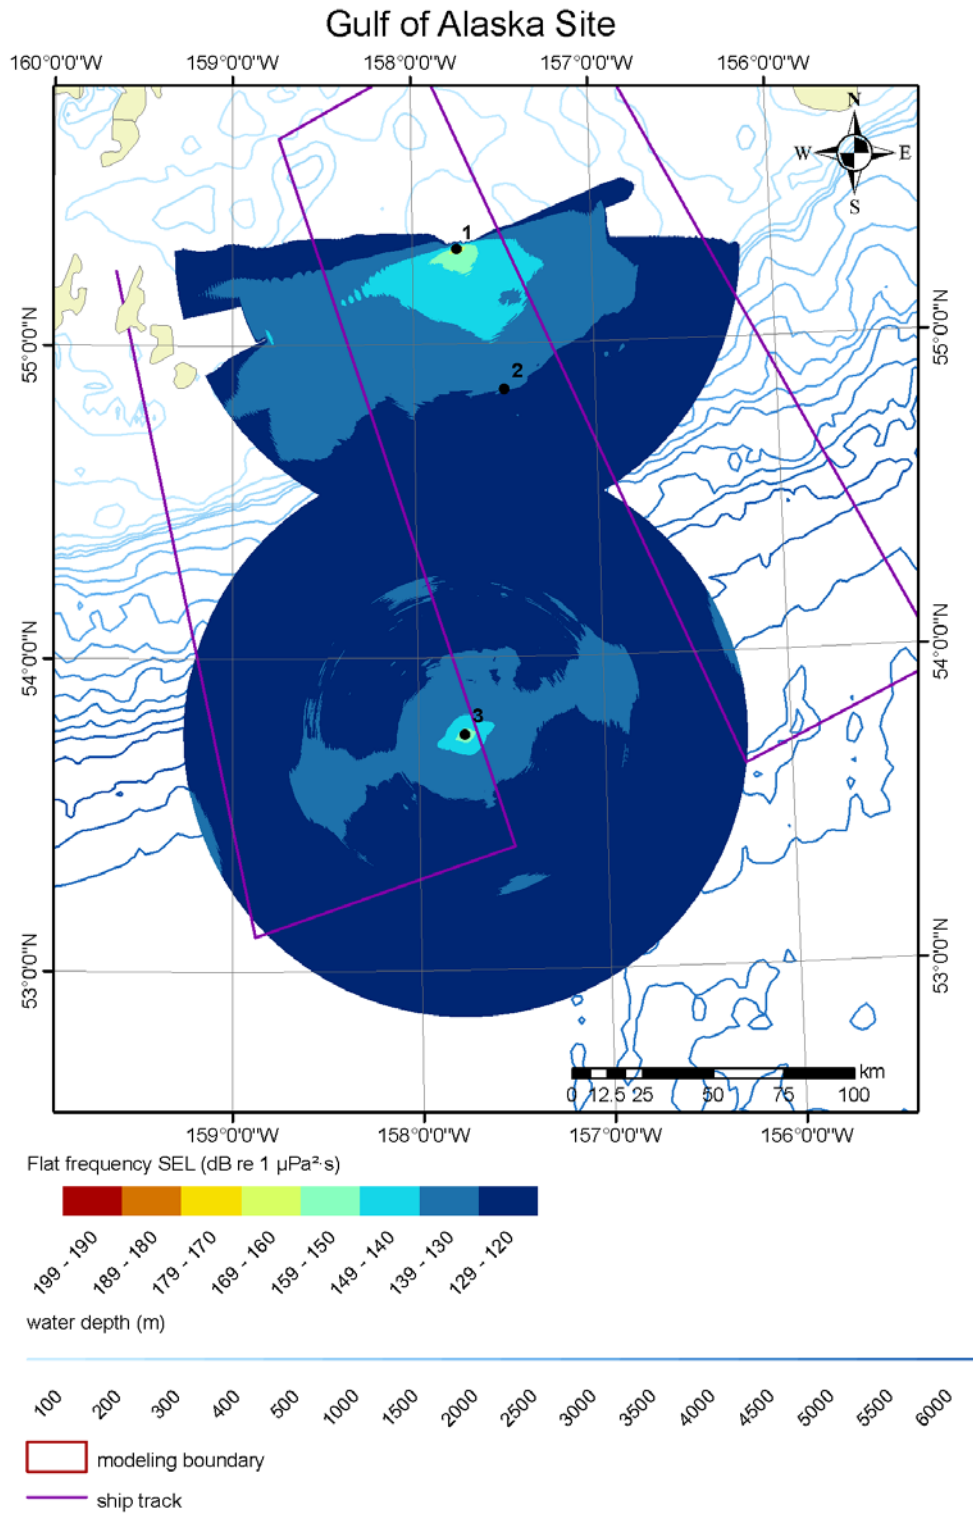 Gulf of Alaska Site
160°0'0"W 159°0'0"W 158°0'0"W 157°0'0"W 156°0'0"W
N
W E
S
1
55°0'0"N 55°0'0"N
2
54°0'0"N 54°0'0"N
3
53°0'0"N 53°0'0"N
km
0 12.5 25 50 75 100
159°0'0"W 158°0'0"W 157°0'0"W 156°0'0"W
Flat frequency SEL (dB re 1 µPa²·s)
199 - 190 189 - 180 179 - 170 169 - 160 159 - 150 149 - 140 139 - 130 129 - 120
water depth (m)
100 200 300 400 500 1000 1500 2000 2500 3000 3500 4000 4500 5000 5500 6000
modeling boundary
ship track